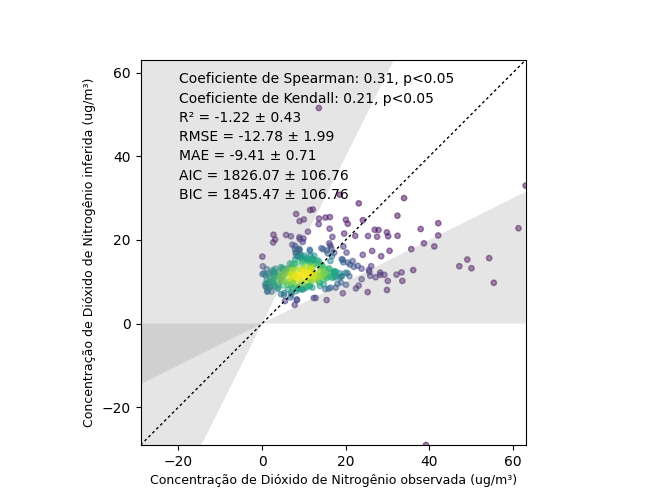 Coeficiente de Spearman: 0.31, p<0.05
Coeficiente de Kendall: 0.21, p<0.05
R² = -1.22 ± 0.43
RMSE = -12.78 ± 1.99
MAE = -9.41 ± 0.71
AIC = 1826.07 ± 106.76
BIC = 1845.47 ± 106.76
Concentração de Dióxido de Nitrogênio inferida (ug/m³)
60
40
20
0
−20
−20 0 20 40 60
Concentração de Dióxido de Nitrogênio observada (ug/m³)